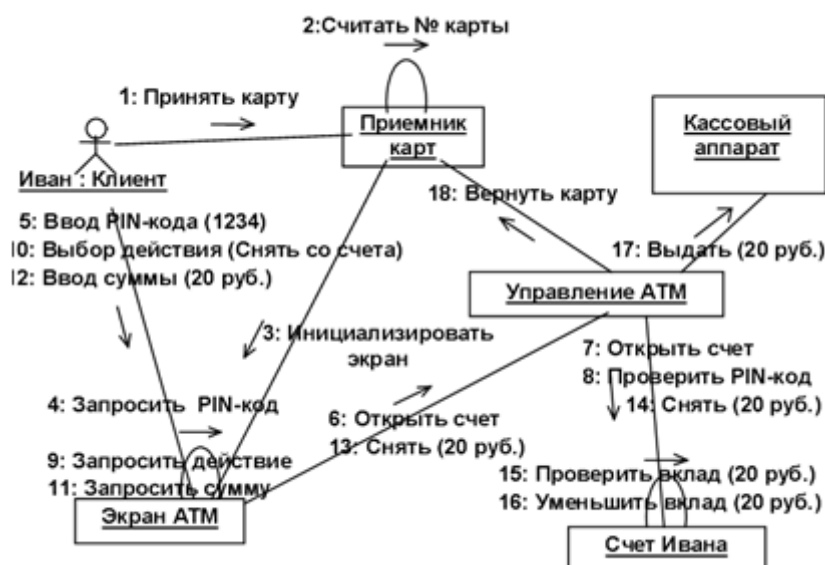 2:Считать № карты
1: Принять карту
Приемник
карт
Кассовый
аппарат
Иван : Клиент
18: Вернуть карту
5: Ввод PIN-кода (1234)
10: Выбор действия (Снять со счета)
12: Ввод суммы (20 руб.)
17: Выдать (20 руб.)
Управление ATM
3: Инициализировать
экран
7: Открыть счет
8: Проверить PIN-код
14: Снять (20 руб.)
4: Запросить PIN-код
6: Открыть счет
13: Снять (20 руб.)
9: Запросить действие
11: Запросить сумму
15: Проверить вклад (20 руб.)
16: Уменьшить вклад (20 руб.)
Экран ATM
Счет Ивана